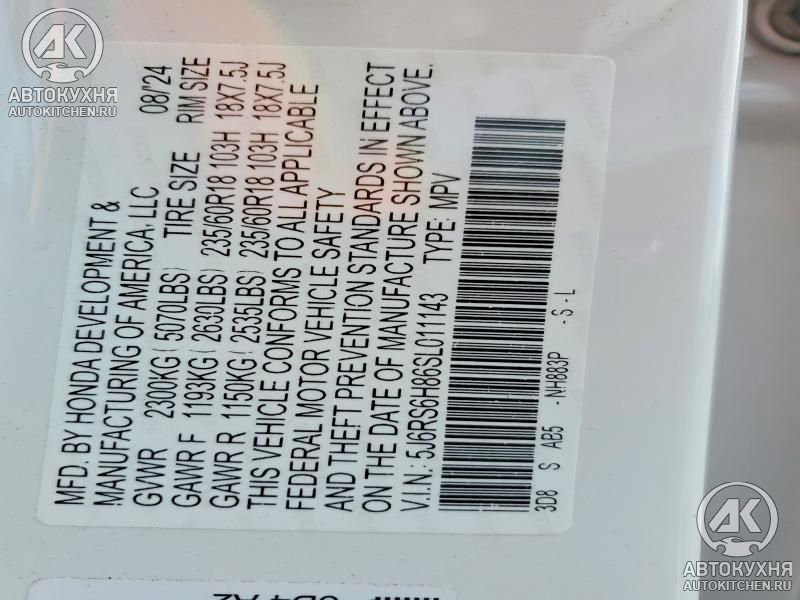 MFD. BY HONDA DEVELOPMENT &
MANUFACTURING OF AMERICA, LLC 08/'24
GVWR 2300KG ( 5070LBS) TIRE SIZE RIM SIZE
GAWR F 1193KG ( 2630LBS) 235/60R18 103H 18X7.5J
GAWR R 1150KG ( 2535LBS) 235/60R18 103H 18X7.5J
THIS VEHICLE CONFORMS TO ALL APPLICABLE
FEDERAL MOTOR VEHICLE SAFETY
AND THEFT PREVENTION STANDARDS IN EFFECT
ON THE DATE OF MANUFACTURE SHOWN ABOVE.
V.I.N.: 5J6RS6H86SL011143 TYPE: MPV
3D8 S AB5 -NH883P -S-L
АК
АВТОКУХНЯ
AUTOKITCHEN.RU
АК
АВТОКУХНЯ
AUTOKITCHEN.RU